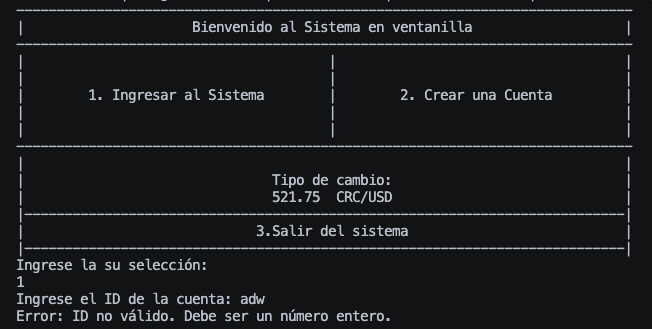 Bienvenido al Sistema en ventanilla
1. Ingresar al Sistema
2. Crear una Cuenta
Tipo de cambio:
521.75 CRC/USD
3.Salir del sistema
Ingrese la su selección:
1
Ingrese el ID de la cuenta: adw
Error: ID no válido. Debe ser un número entero.